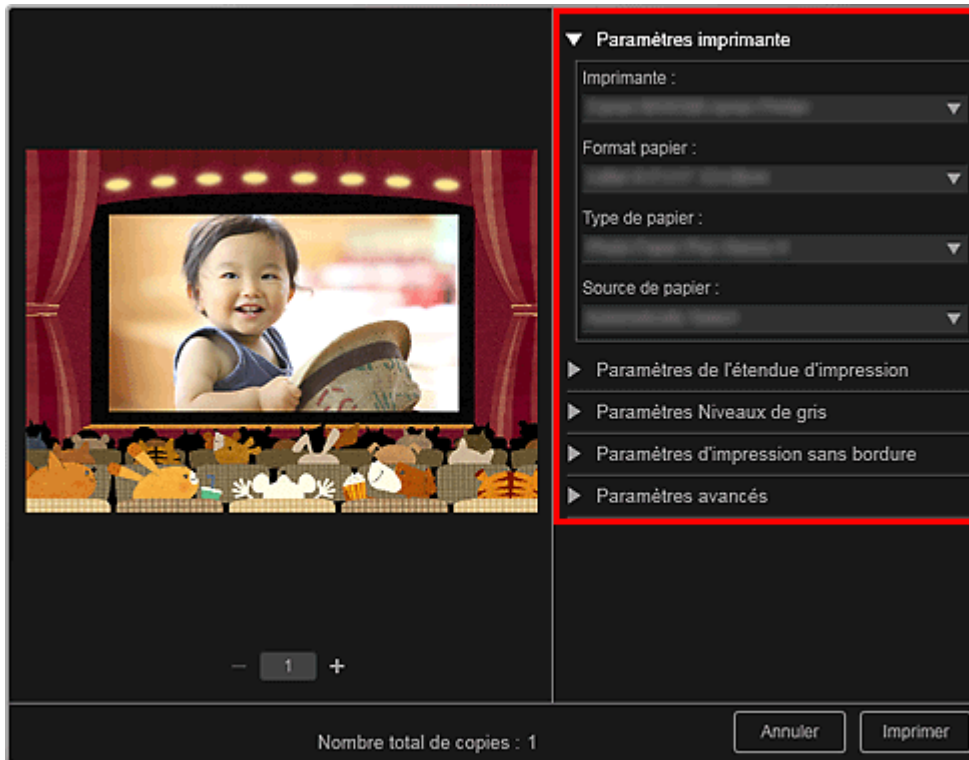 Paramètres imprimante
Imprimante :
Format papier :
Type de papier :
Source de papier :
Paramètres de l'étendue d'impression
Paramètres Niveaux de gris
Paramètres d'impression sans bordure
Paramètres avancés
1
Nombre total de copies : 1
Annuler
Imprimer